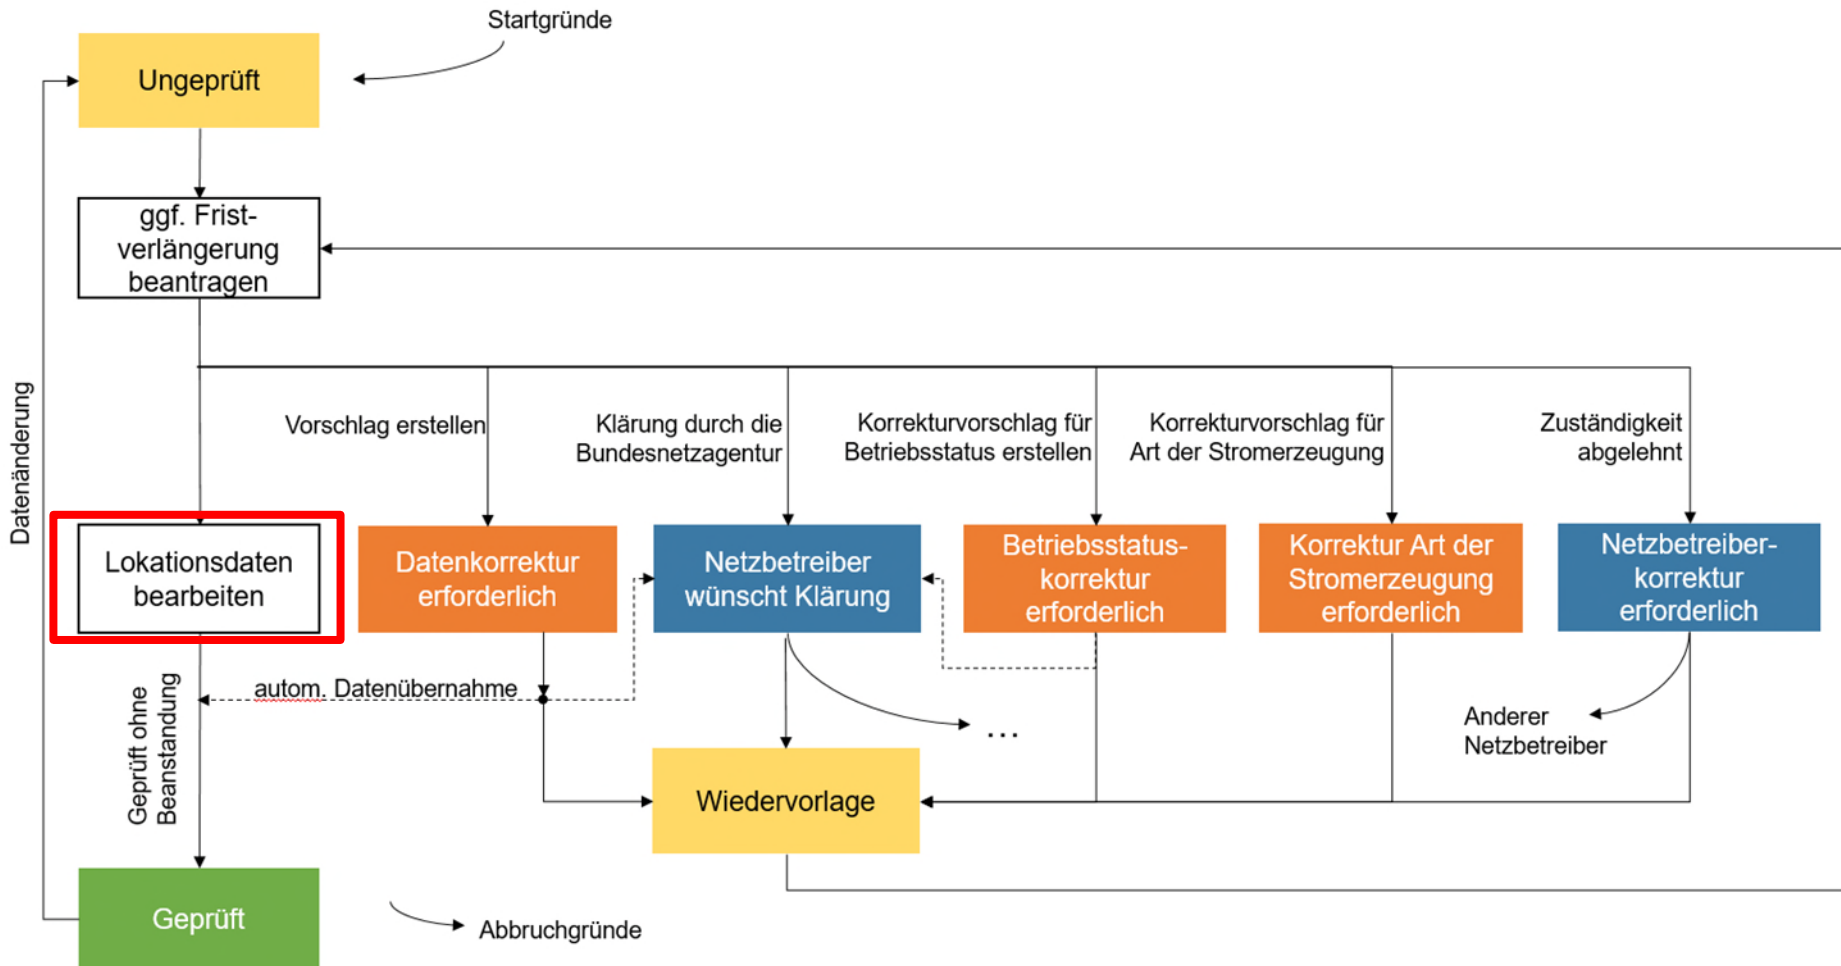 Startgründe
Ungeprüft
ggf. Frist-
verlängerung
beantragen
Datenänderung
Vorschlag erstellen
Klärung durch die
Bundesnetzagentur
Korrekturvorschlag für
Betriebsstatus erstellen
Korrekturvorschlag für
Art der Stromerzeugung
Zuständigkeit
abgelehnt
Lokationsdaten
bearbeiten
Datenkorrektur
erforderlich
Netzbetreiber
wünscht Klärung
Betriebsstatus-
korrektur
erforderlich
Korrektur Art der
Stromerzeugung
erforderlich
Netzbetreiber-
korrektur
erforderlich
autom. Datenübernahme
Geprüft ohne
Beanstandung
...
Anderer
Netzbetreiber
Wiedervorlage
Geprüft
Abbruchgründe